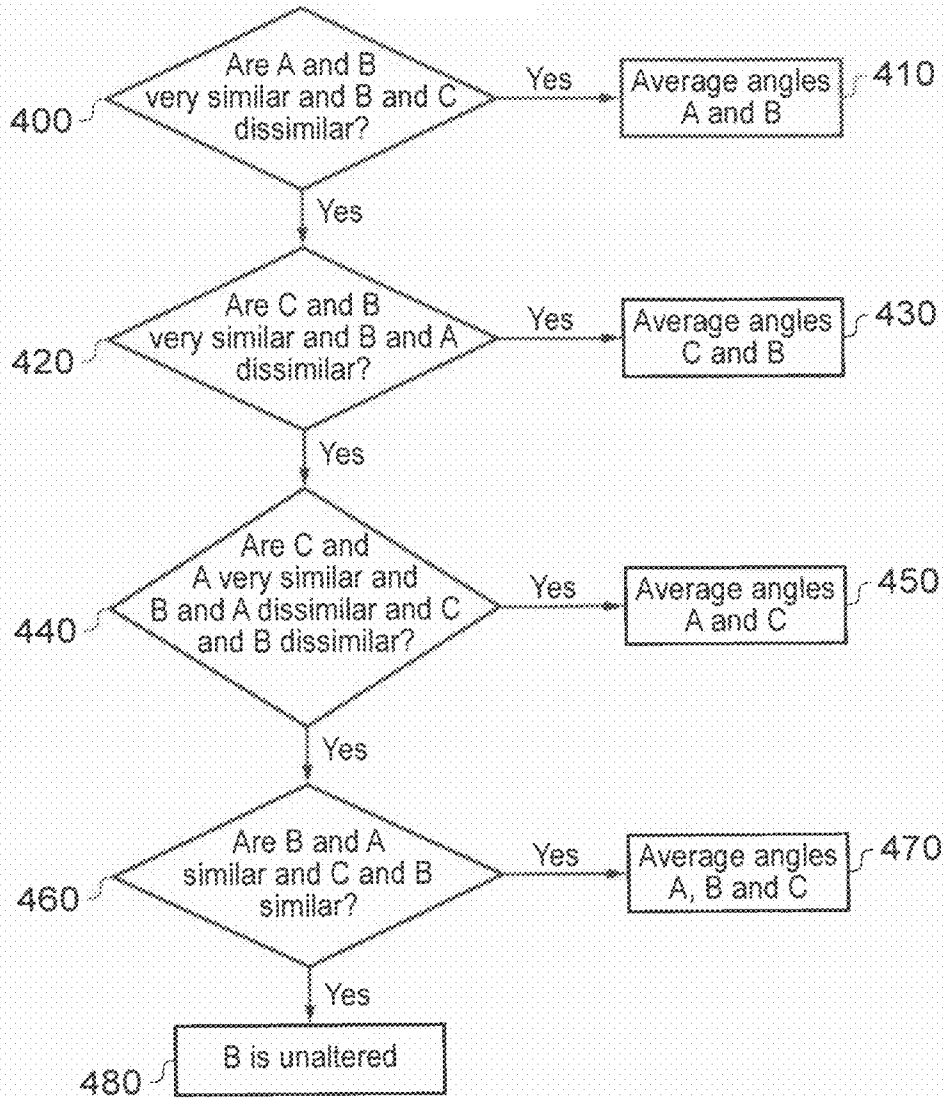 Are A and B
very similar and B and C
dissimilar?
400
Yes
Average angles
A and B
410
Yes
Are C and B
very similar and B and A
dissimilar?
420
Yes
Average angles
C and B
430
Yes
Are C and
A very similar and
B and A dissimilar and C
and B dissimilar?
440
Yes
Average angles
A and C
450
Yes
Are B and A
similar and C and B
similar?
460
Yes
Average angles
A, B and C
470
Yes
B is unaltered
480